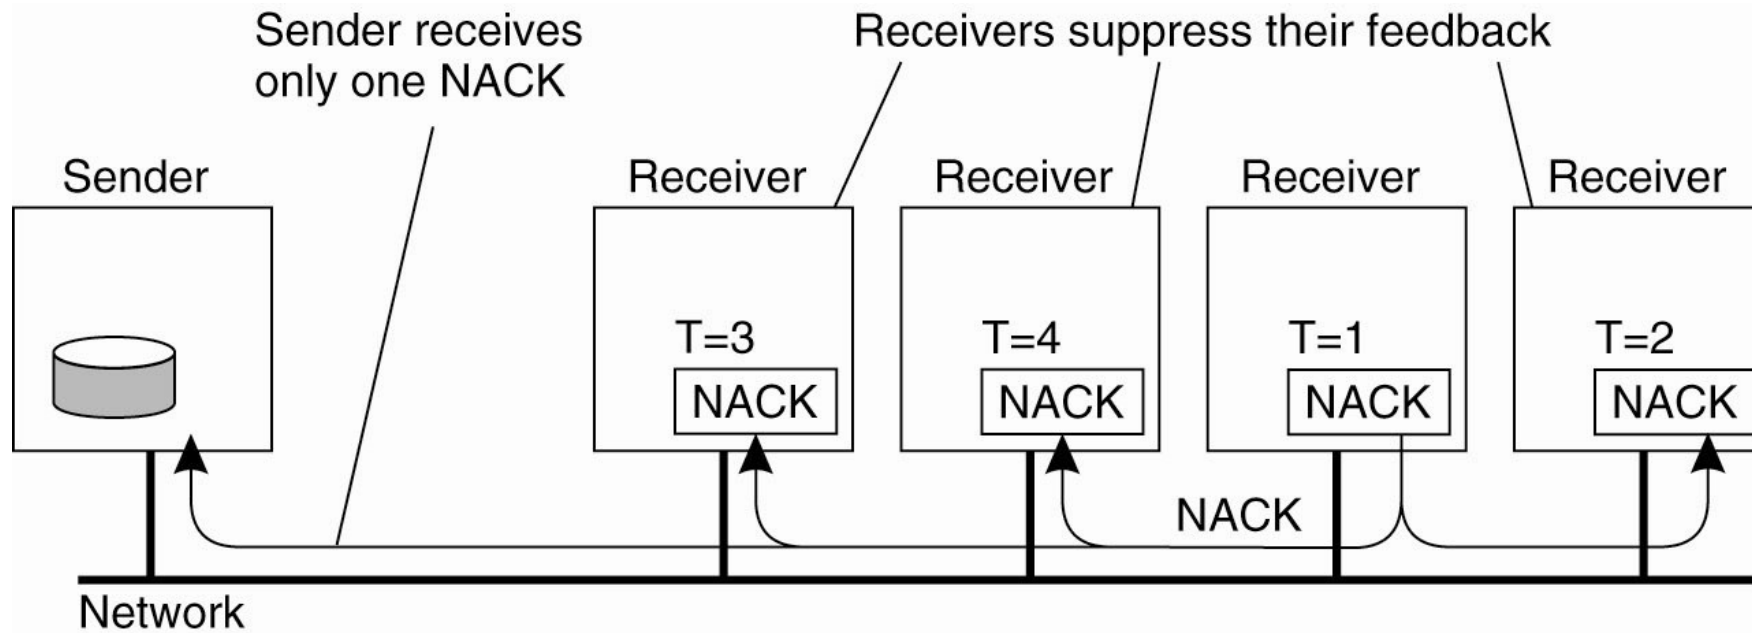 Sender receives
only one NACK
Receivers suppress their feedback
Sender
Receiver
Receiver
Receiver
Receiver
T=3
T=4
T=1
T=2
NACK
NACK
NACK
NACK
NACK
Network